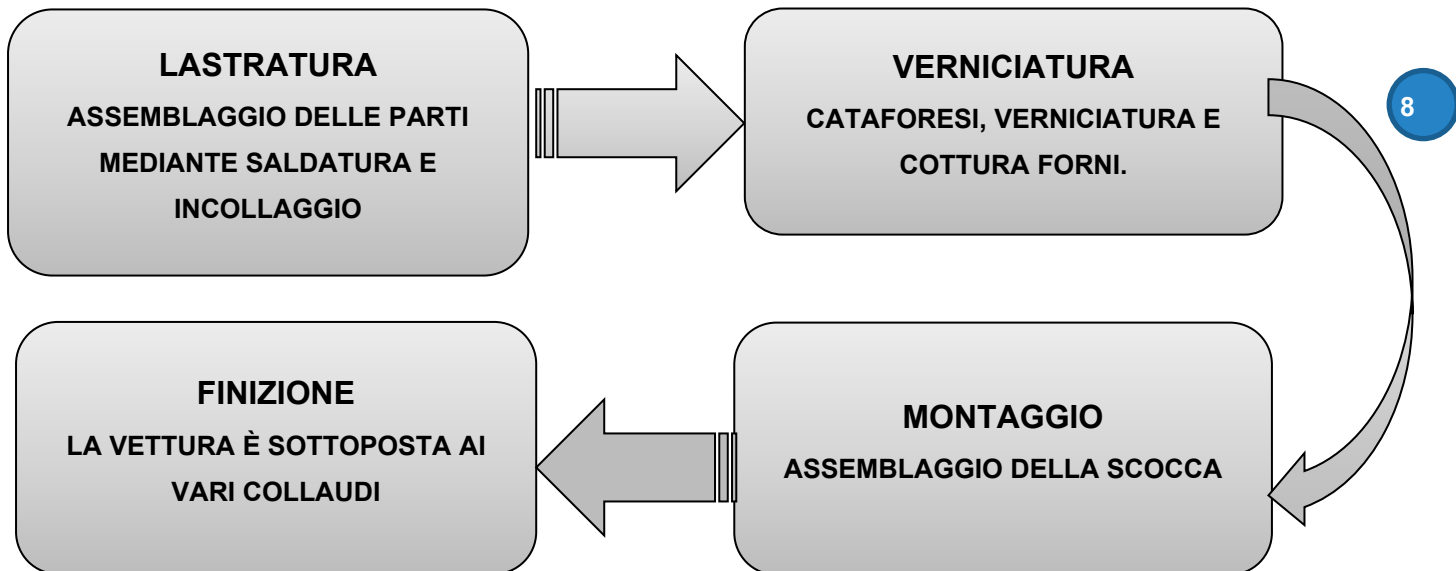 LASTRATURA
ASSEMBLAGGIO DELLE PARTI
MEDIANTE SALDATURA E
INCOLLAGGIO
VERNICIATURA
CATAFORESI, VERNICIATURA E
COTTURA FORNI.
8
MONTAGGIO
ASSEMBLAGGIO DELLA SCOCCA
FINIZIONE
LA VETTURA È SOTTOPOSTA AI
VARI COLLAUDI